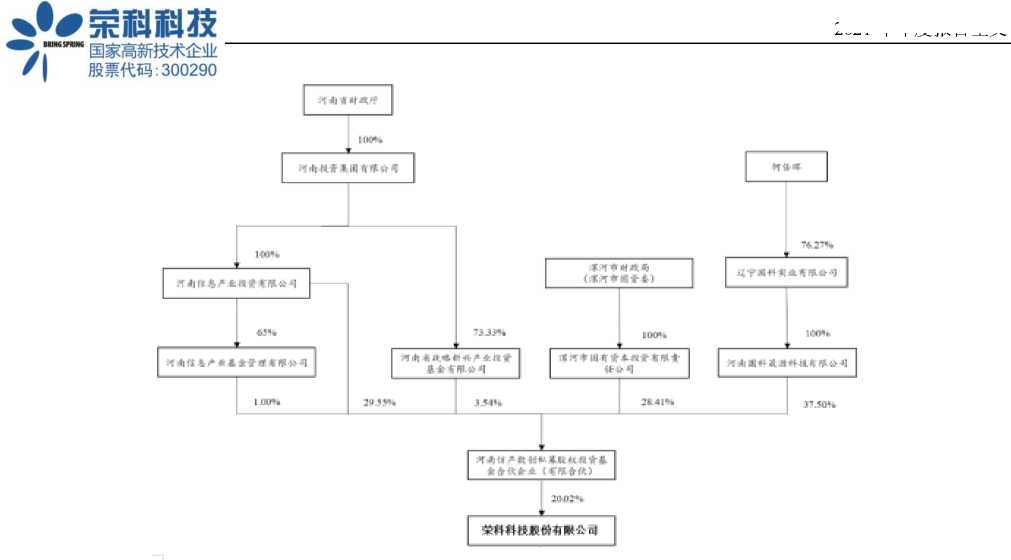 荣科科技
BRING SPRING
国家高新技术企业
股票代码:300290
河南省财政厅
100%
河南投资集团有限公司
何任晖
100%
76.27%
河南信息产业投资有限公司
漯河市财政局
(漯河市国资委)
辽宁国科实业有限公司
65%
73.33%
100%
100%
河南信息产业基金管理有限公司
河南省战略新兴产业投资
基金有限公司
漯河市国有资本投资有限责
任公司
河南国科晟源科技有限公司
1.00%
29.55%
3.54%
28.41%
37.50%
河南信产数创私募股权投资基
金合伙企业(有限合伙)
20.02%
荣科科技股份有限公司